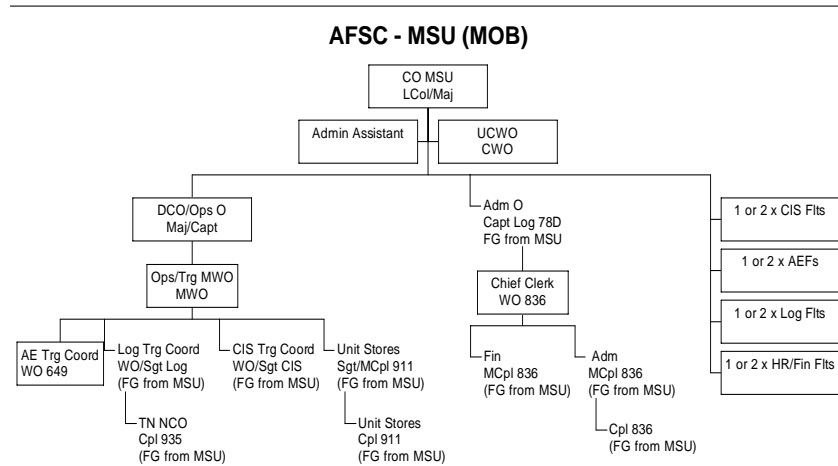 AFSC - MSU (MOB)
CO MSU
LCol/Maj
Admin Assistant
UCWO
CWO
DCO/Ops O
Maj/Capt
Adm O
Capt Log 78D
FG from MSU
1 or 2 x CIS Flts
1 or 2 x AEFs
1 or 2 x Log Flts
1 or 2 x HR/Fin Flts
Ops/Trg MWO
MWO
Chief Clerk
WO 836
AE Trg Coord
WO 649
Log Trg Coord
WO/Sgt Log
(FG from MSU)
CIS Trg Coord
WO/Sgt CIS
(FG from MSU)
Unit Stores
Sgt/MCpl 911
(FG from MSU)
Fin
MCpl 836
(FG from MSU)
Adm
MCpl 836
(FG from MSU)
TN NCO
Cpl 935
(FG from MSU)
Unit Stores
Cpl 911
(FG from MSU)
Cpl 836
(FG from MSU)